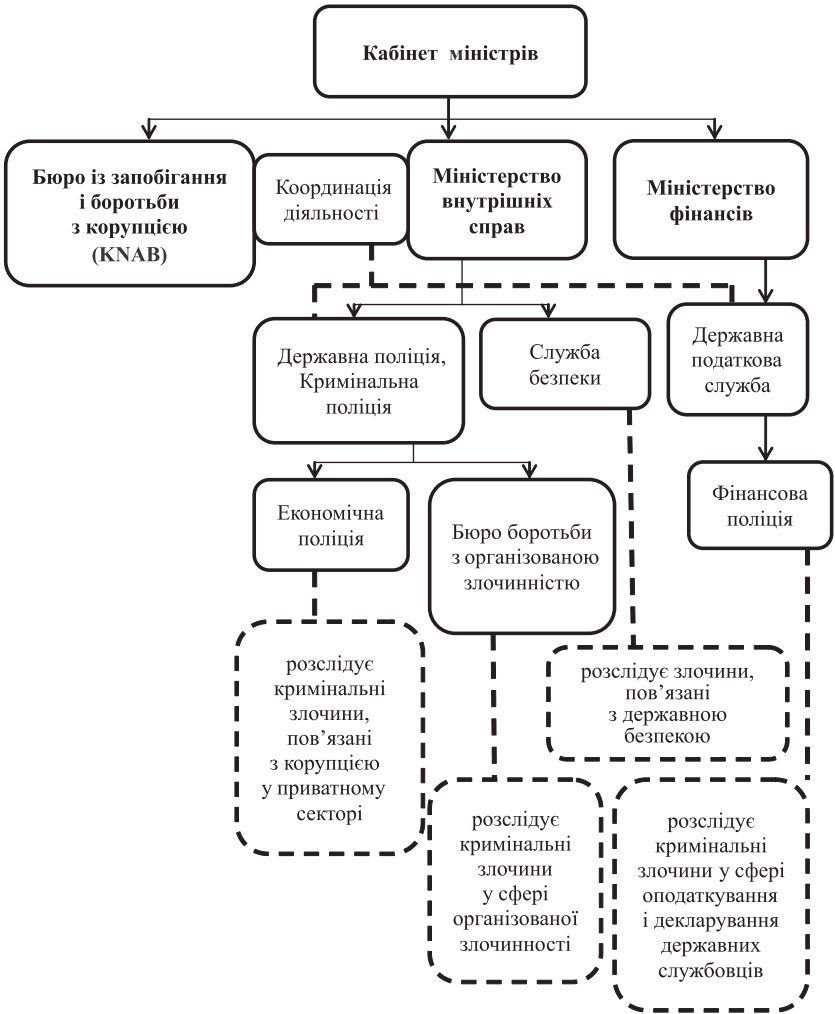 Кабінет міністрів
Бюро із запобігання
і боротьби
з корупцією
(KNAB)
Координація
діяльності
Міністерство
внутрішніх
справ
Міністерство
фінансів
Державна поліція,
Кримінальна
поліція
Служба
безпеки
Державна
податкова
служба
Економічна
поліція
Бюро боротьби
з організованою
злочинністю
Фінансова
поліція
розслідує
кримінальні
злочини,
пов’язані
з корупцією
у приватному
секторі
розслідує злочини,
пов’язані
з державною
безпекою
розслідує
кримінальні
злочини
у сфері
організованої
злочинності
розслідує
кримінальні
злочини у сфері
оподаткування
і декларування
державних
службовців